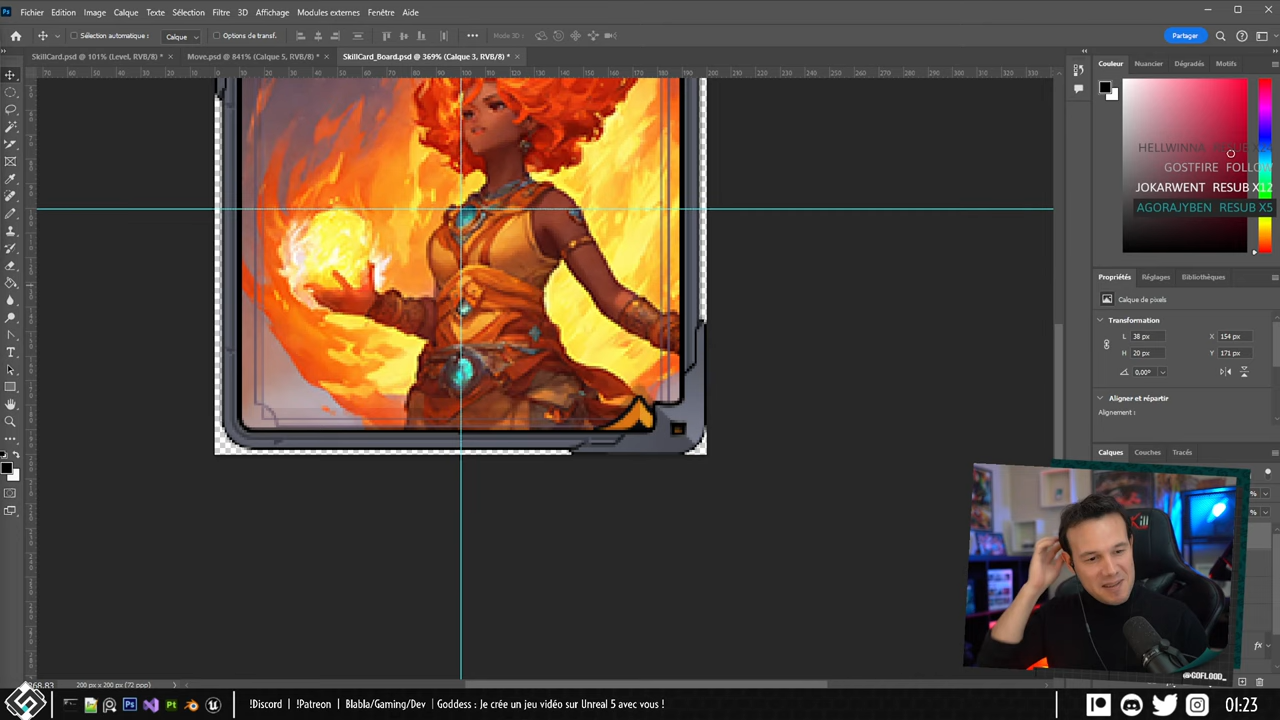 Fichier Edition Image Calque Texte Sélection Filtre 3D Affichage Modules externes Fenêtre Aide
Sélection automatique : Calque Options de transf. Mode 3D : Partager
SkillCard.psd @ 101% (Level, RVB/8) * Move.psd @ 841% (Calque 5, RVB/8) * SkillCard_Board.psd @ 369% (Calque 3, RVB/8) *
Couleur Nuancier Dégradés Motifs
HELLWINNA
GOSTFIRE FOLLOW
JOKARWENT RESUB X12
AGORAJYBEN RESUB X5
Propriétés Réglages Bibliothèques
Calque de pixels
Transformation
L 38 px X 154 px
H 20 px Y 171 px
0,00°
Aligner et répartir
Alignement :
Calques Couches Tracés
Kill
fx
@GOFLOOD_
200 px x 200 px (72 ppp)
!Discord | !Patreon | Blabla/Gaming/Dev | Goddess : Je crée un jeu vidéo sur Unreal 5 avec vous !
01:23